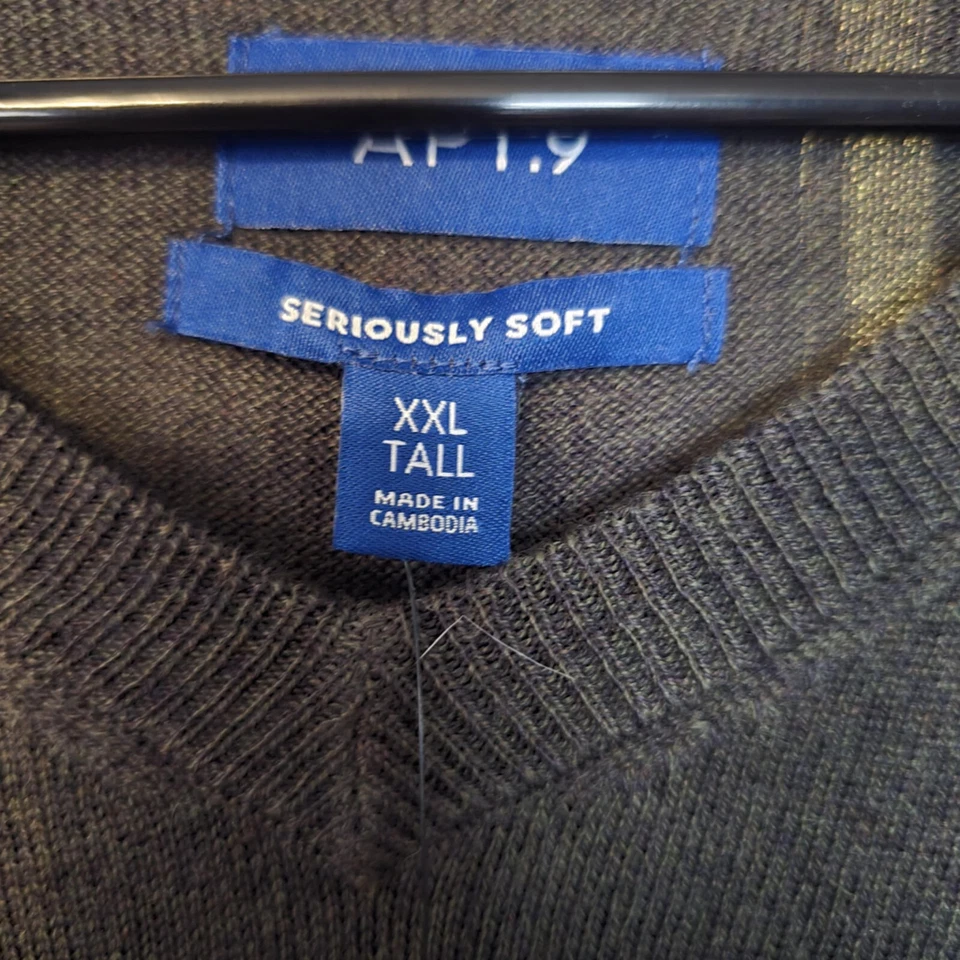 APT.9
SERIOUSLY SOFT
XXL
TALL
MADE IN
CAMBODIA